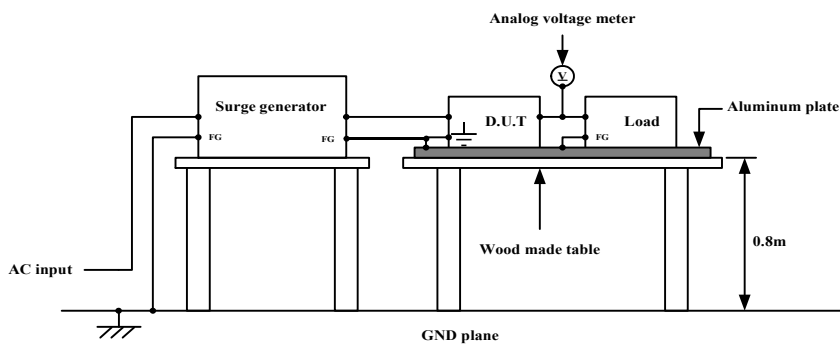 Analog voltage meter
V
Surge generator
D.U.T
Load
Aluminum plate
FG
FG
FG
Wood made table
0.8m
AC input
GND plane